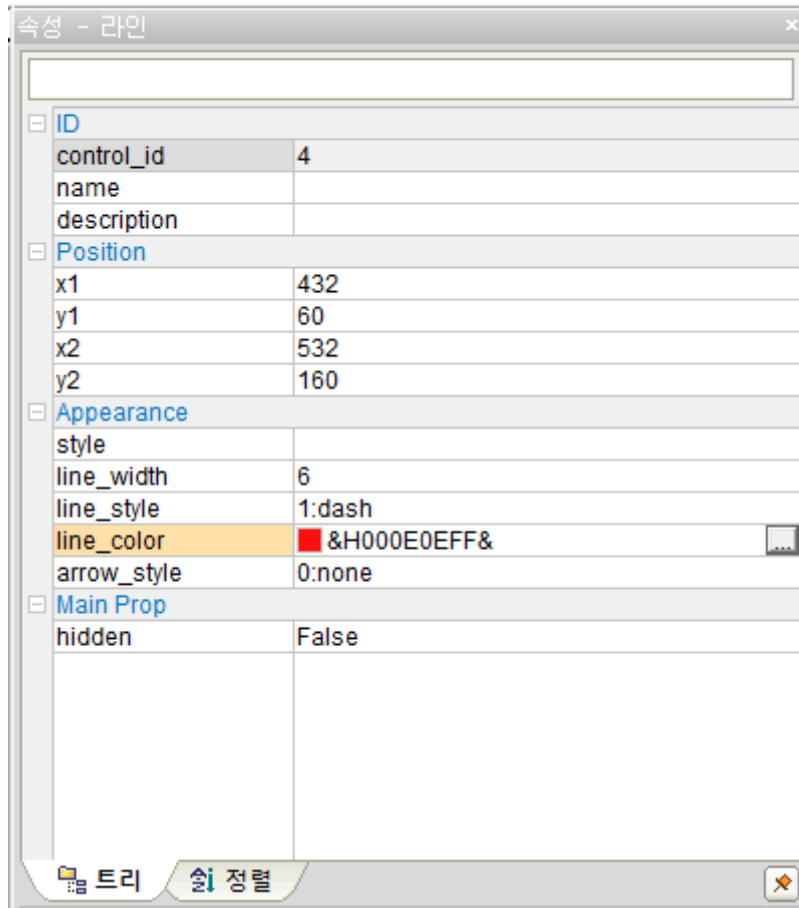 속성 - 라인
ID
control_id 4
name
description
Position
x1 432
y1 60
x2 532
y2 160
Appearance
style
line_width 6
line_style 1:dash
line_color &H000E0EFF& ...
arrow_style 0:none
Main Prop
hidden False
트리 정렬